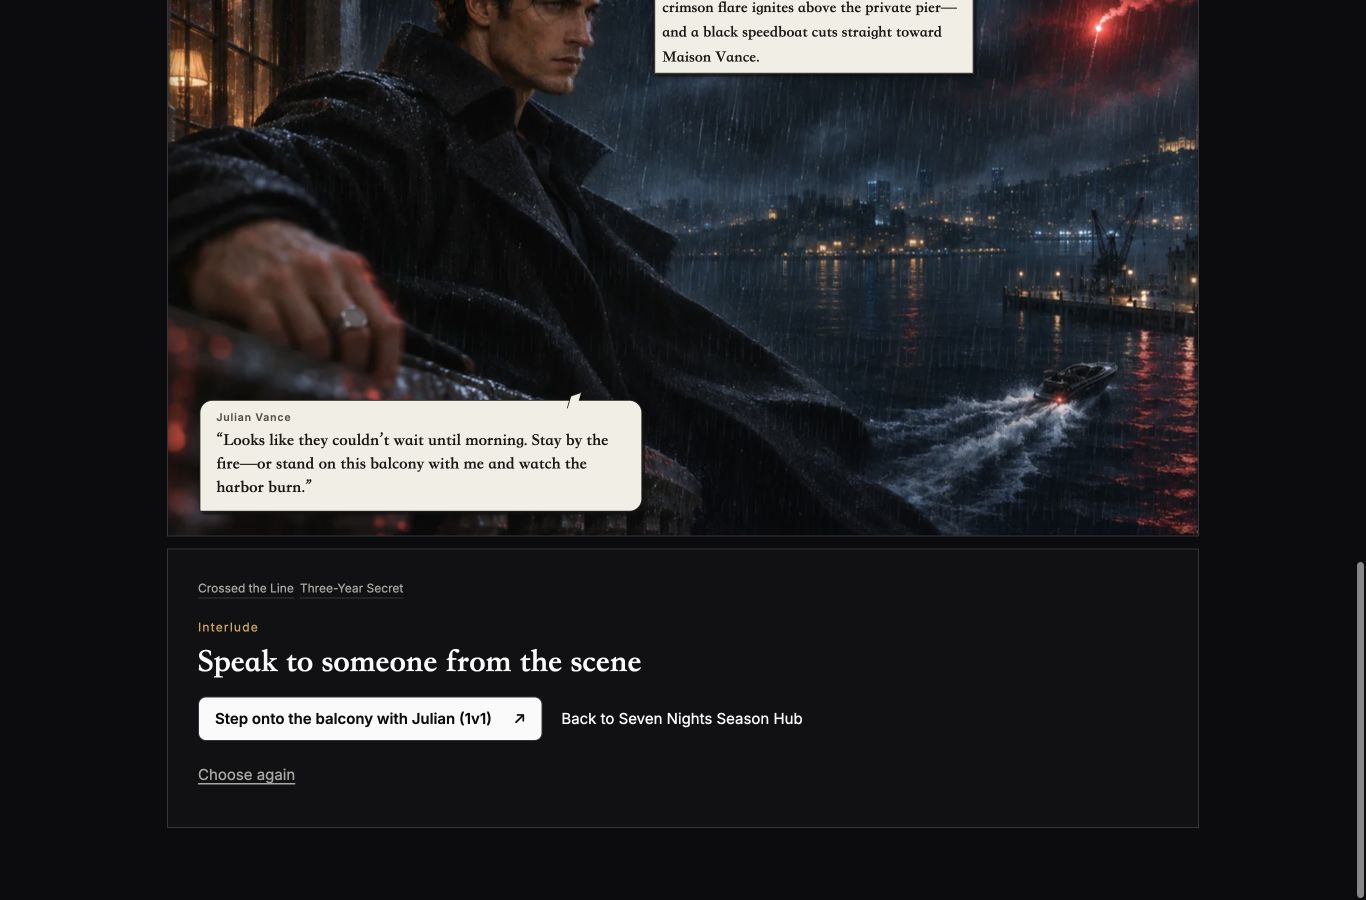 crimson flare ignites above the private pier—
and a black speedboat cuts straight toward
Maison Vance.
Julian Vance
“Looks like they couldn’t wait until morning. Stay by the
fire—or stand on this balcony with me and watch the
harbor burn.”
Crossed the Line Three-Year Secret
Interlude
Speak to someone from the scene
Step onto the balcony with Julian (1v1) ↗ Back to Seven Nights Season Hub
Choose again